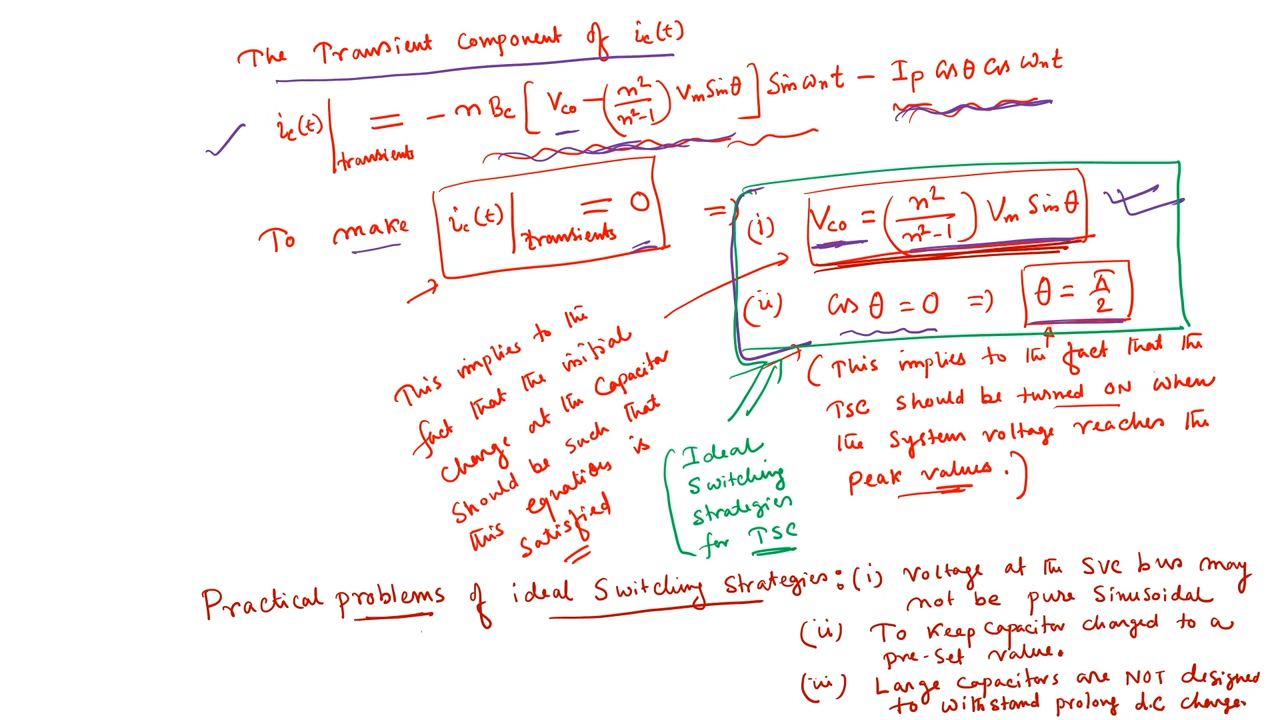 The Transient Component of ic(t)
ic(t)|transients = - n Bc [ Vco - (n²/n²-1) Vm Sinθ ] Sin ωnt - Ip Cosθ Cos ωnt
To make ic(t)|transients = 0 =>
(i) Vco = (n²/n²-1) Vm Sinθ
(ii) Cos θ = 0 => θ = π/2
This implies to the
fact that the initial
charge at the Capacitor
Should be such that
this equations is
Satisfied
(This implies to the fact that the
TSC should be turned ON when
the System voltage reaches the
peak values.)
(Ideal
Switching
Strategies
for TSC
Practical problems of ideal Switching Strategies: (i) Voltage at the SVC bus may
not be pure Sinusoidal
(ii) To Keep Capacitor charged to a
pre-set value.
(iii) Large Capacitors are NOT designed
to withstand prolong d.c charge.